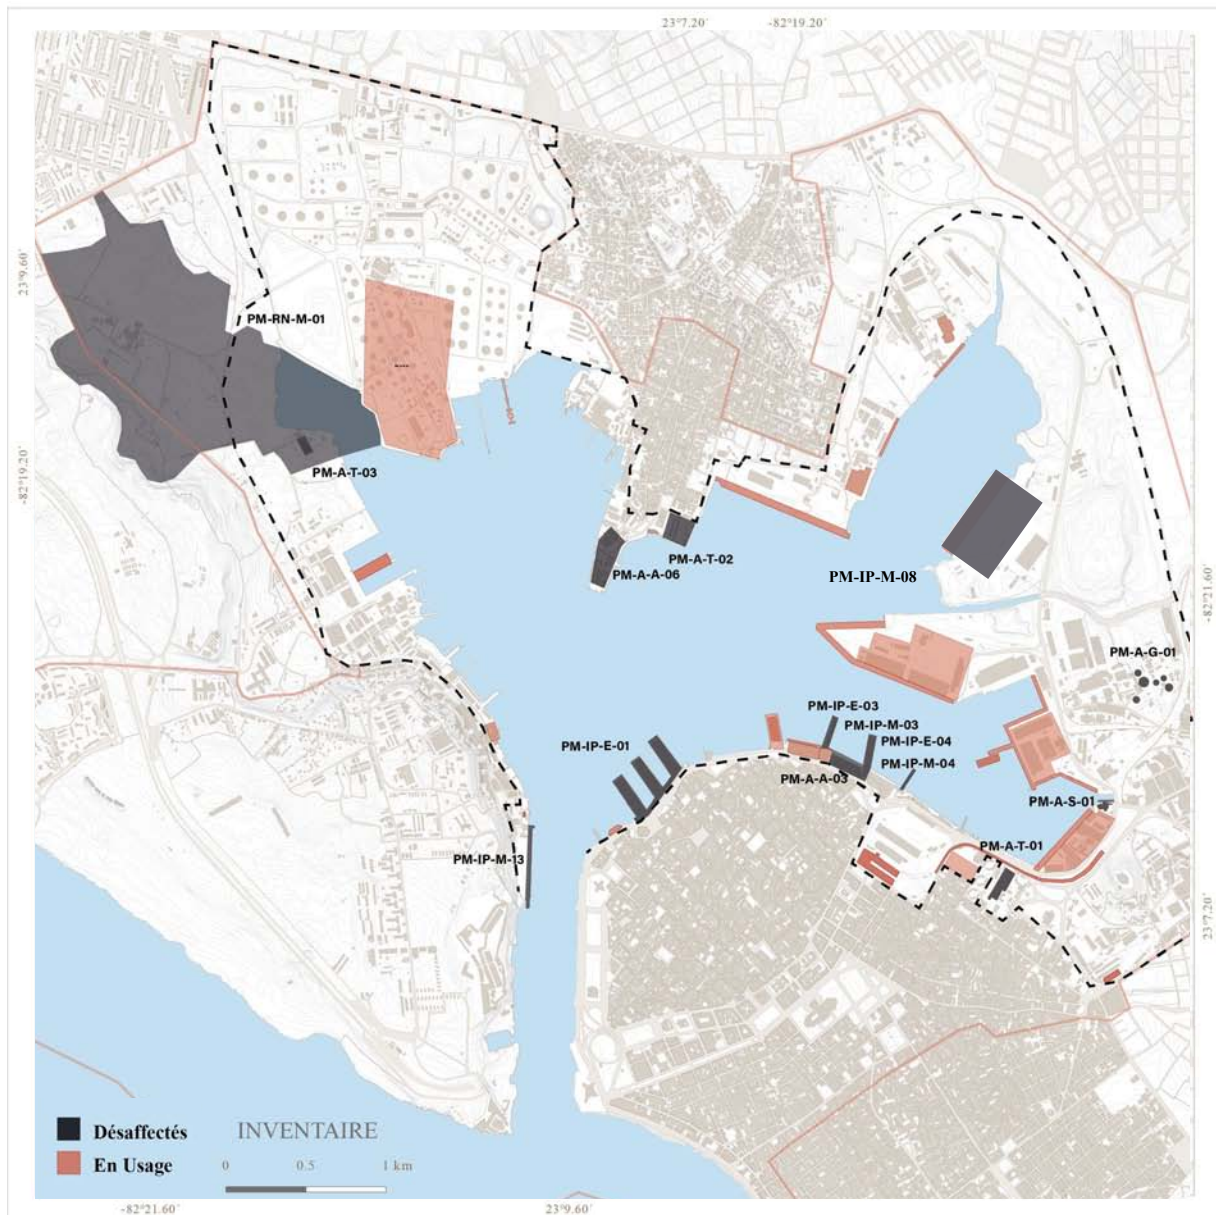 23°7.20´
-82°19.20´
23°9.60´
PM-RN-M-01
-82°19.20´
PM-A-T-03
PM-A-T-02
PM-A-A-06
PM-IP-M-08
-82°21.60´
PM-A-G-01
PM-IP-E-03
PM-IP-M-03
PM-IP-E-01
PM-IP-E-04
PM-IP-M-04
PM-A-A-03
PM-A-S-01
PM-A-T-01
PM-IP-M-13
23°7.20´
Désaffectés
INVENTAIRE
En Usage
0 0.5 1 km
-82°21.60´
23°9.60´